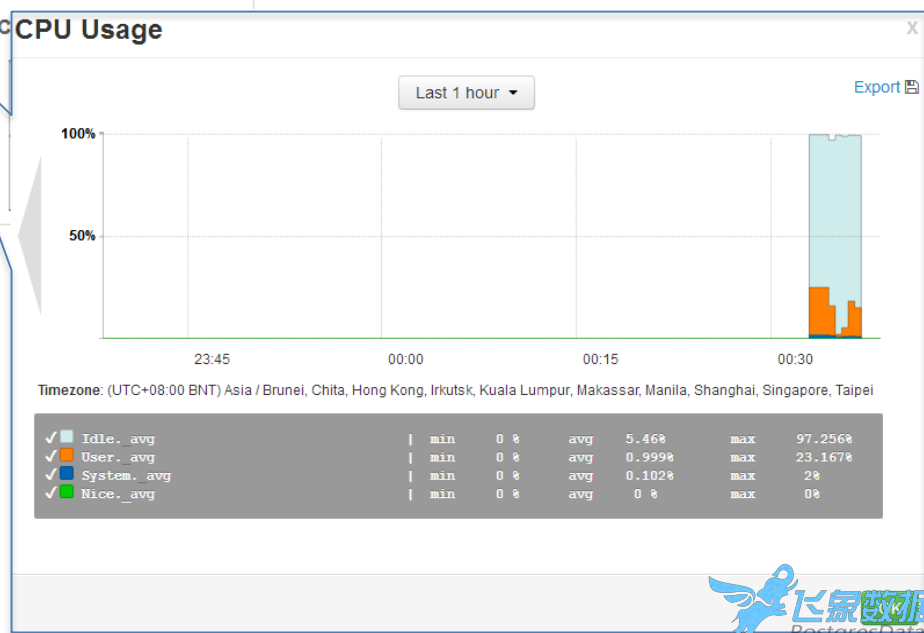 C
CPU Usage
X
Last 1 hour
Export
100%
50%
23:45 00:00 00:15 00:30
Timezone: (UTC+08:00 BNT) Asia / Brunei, Chita, Hong Kong, Irkutsk, Kuala Lumpur, Makassar, Manila, Shanghai, Singapore, Taipei
Idle._avg | min 0 % avg 5.46% max 97.256%
User._avg | min 0 % avg 0.999% max 23.167%
System._avg | min 0 % avg 0.102% max 2%
Nice._avg | min 0 % avg 0 % max 0%
飞象数据
PostgresData